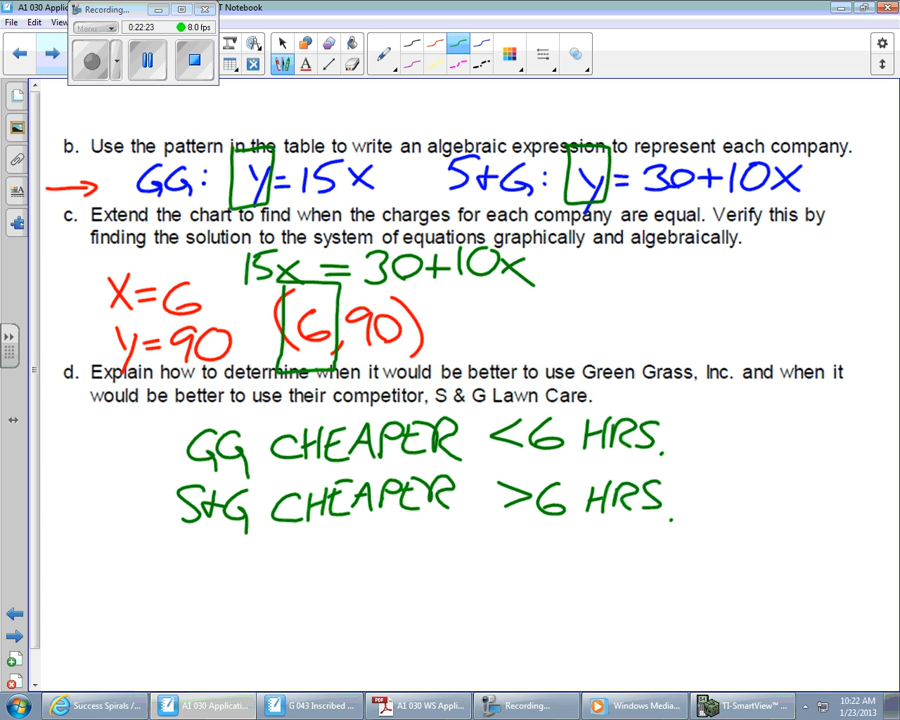 A1 030 Applica
Recording...
T Notebook
File Edit View
Manual
0:22:23
8.0 fps
b. Use the pattern in the table to write an algebraic expression to represent each company.
GG: y=15X S+G: y=30+10X
c. Extend the chart to find when the charges for each company are equal. Verify this by
finding the solution to the system of equations graphically and algebraically.
15x = 30+10x
X=6
y=90 (6,90)
d. Explain how to determine when it would be better to use Green Grass, Inc. and when it
would be better to use their competitor, S & G Lawn Care.
GG CHEAPER <6 HRS.
S+G CHEAPER >6 HRS.
Success Spirals /... A1 030 Applicati... G 043 Inscribed ... A1 030 WS Appli... Recording... Windows Media... TI-SmartView™ ...
10:22 AM
1/23/2013